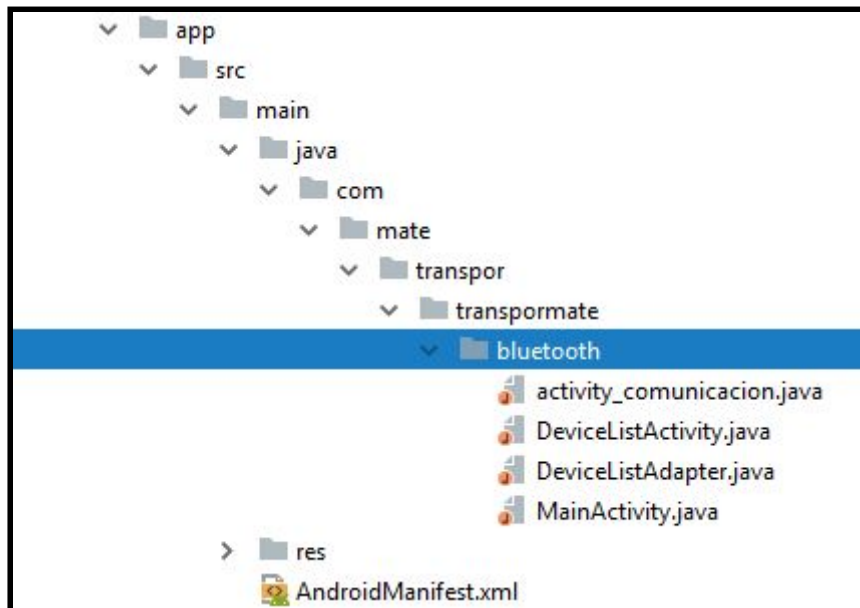 app
src
main
java
com
mate
transpor
transpormate
bluetooth
activity_comunicacion.java
DeviceListActivity.java
DeviceListAdapter.java
MainActivity.java
res
AndroidManifest.xml